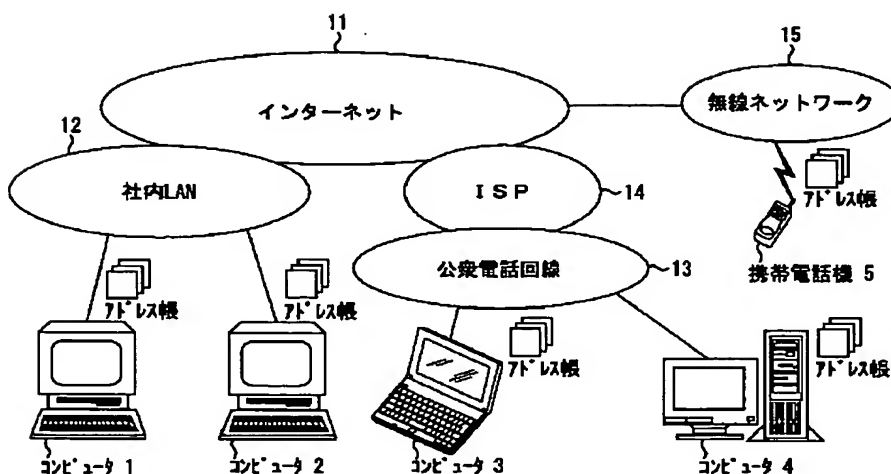 11
15
インターネット
無線ネットワーク
12
社内LAN
ISP
14
アドレス帳
公衆電話回線
13
携帯電話機 5
アドレス帳
アドレス帳
アドレス帳
アドレス帳
コンピュータ 1
コンピュータ 2
コンピュータ 3
コンピュータ 4